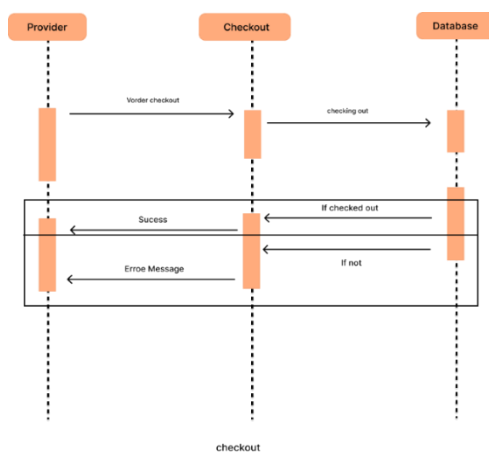 Provider
Checkout
Database
Vorder checkout
checking out
If checked out
Sucess
If not
Erroe Message
checkout